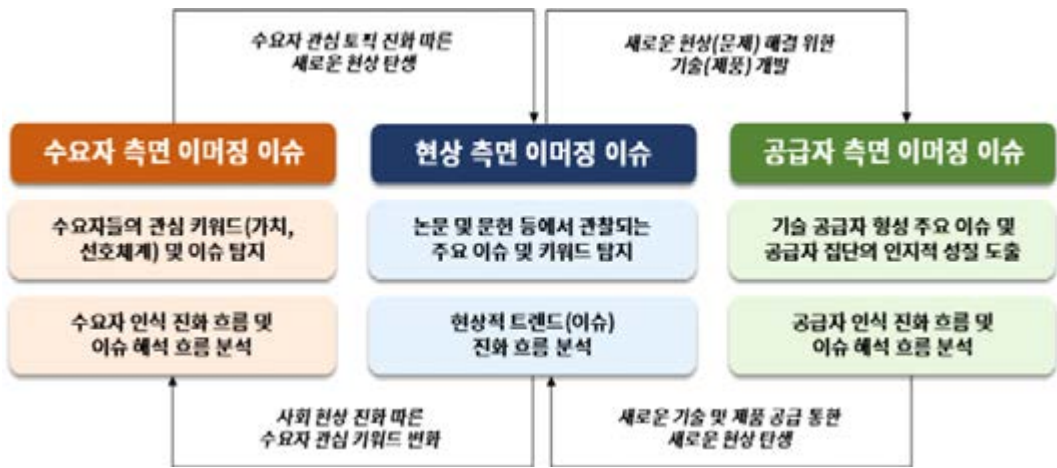 수요자 관심 토픽 진화 따른
새로운 현상 탄생
새로운 현상(문제) 해결 위한
기술(제품) 개발
수요자 측면 이머징 이슈
현상 측면 이머징 이슈
공급자 측면 이머징 이슈
수요자들의 관심 키워드(가치,
선호체계) 및 이슈 탐지
논문 및 문헌 등에서 관찰되는
주요 이슈 및 키워드 탐지
기술 공급자 형성 주요 이슈 및
공급자 집단의 인지적 성질 도출
수요자 인식 진화 흐름 및
이슈 해석 흐름 분석
현상적 트렌드(이슈)
진화 흐름 분석
공급자 인식 진화 흐름 및
이슈 해석 흐름 분석
사회 현상 진화 따른
수요자 관심 키워드 변화
새로운 기술 및 제품 공급 통한
새로운 현상 탄생